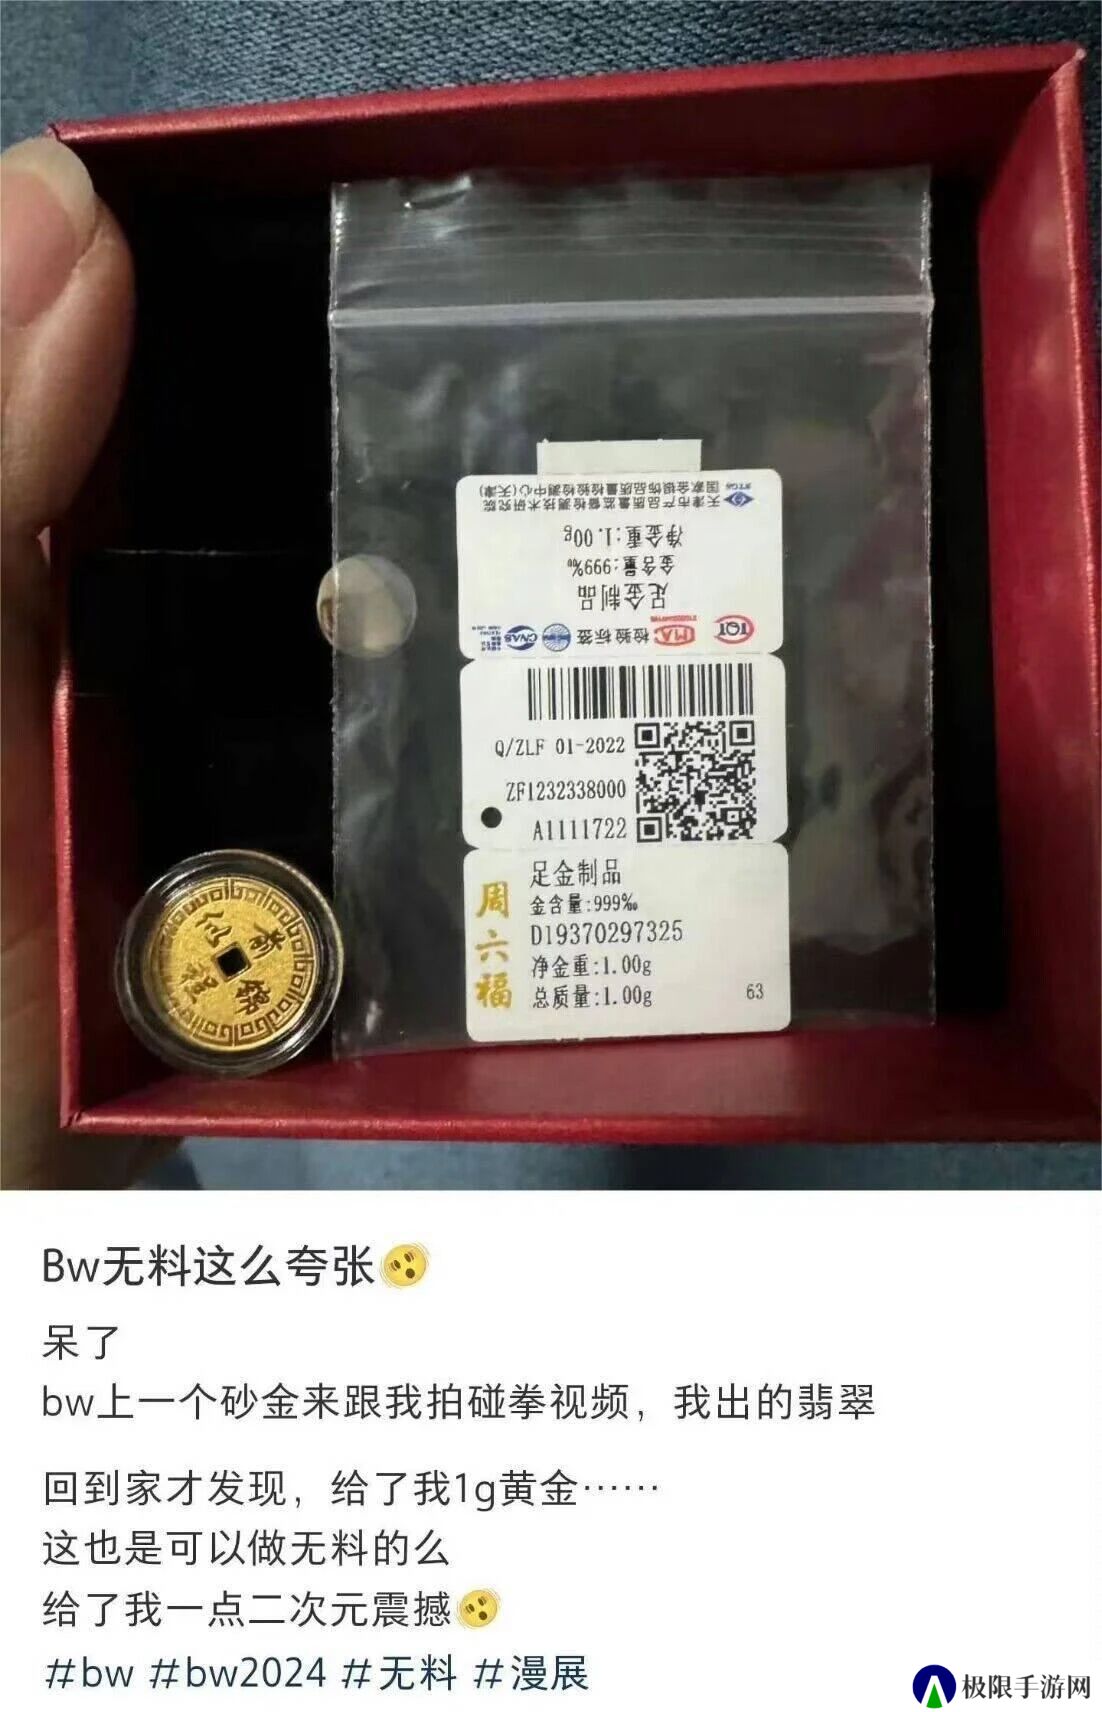 天津市产品质量监督检测技术研究院
国家金银饰品质量检验检测中心(天津)
净金重:1.00g
金含量:999‰
足金制品
检验标签
CNAS
MA
Q/ZLF 01-2022
ZF1232338000
A1111722
周六福
足金制品
金含量:999‰
D19370297325
净金重:1.00g
总质量:1.00g
63
Bw无料这么夸张
呆了
bw上一个砂金来跟我拍碰拳视频，我出的翡翠
回到家才发现，给了我1g黄金……
这也是可以做无料的么
给了我一点二次元震撼
#bw #bw2024 #无料 #漫展
极限手游网